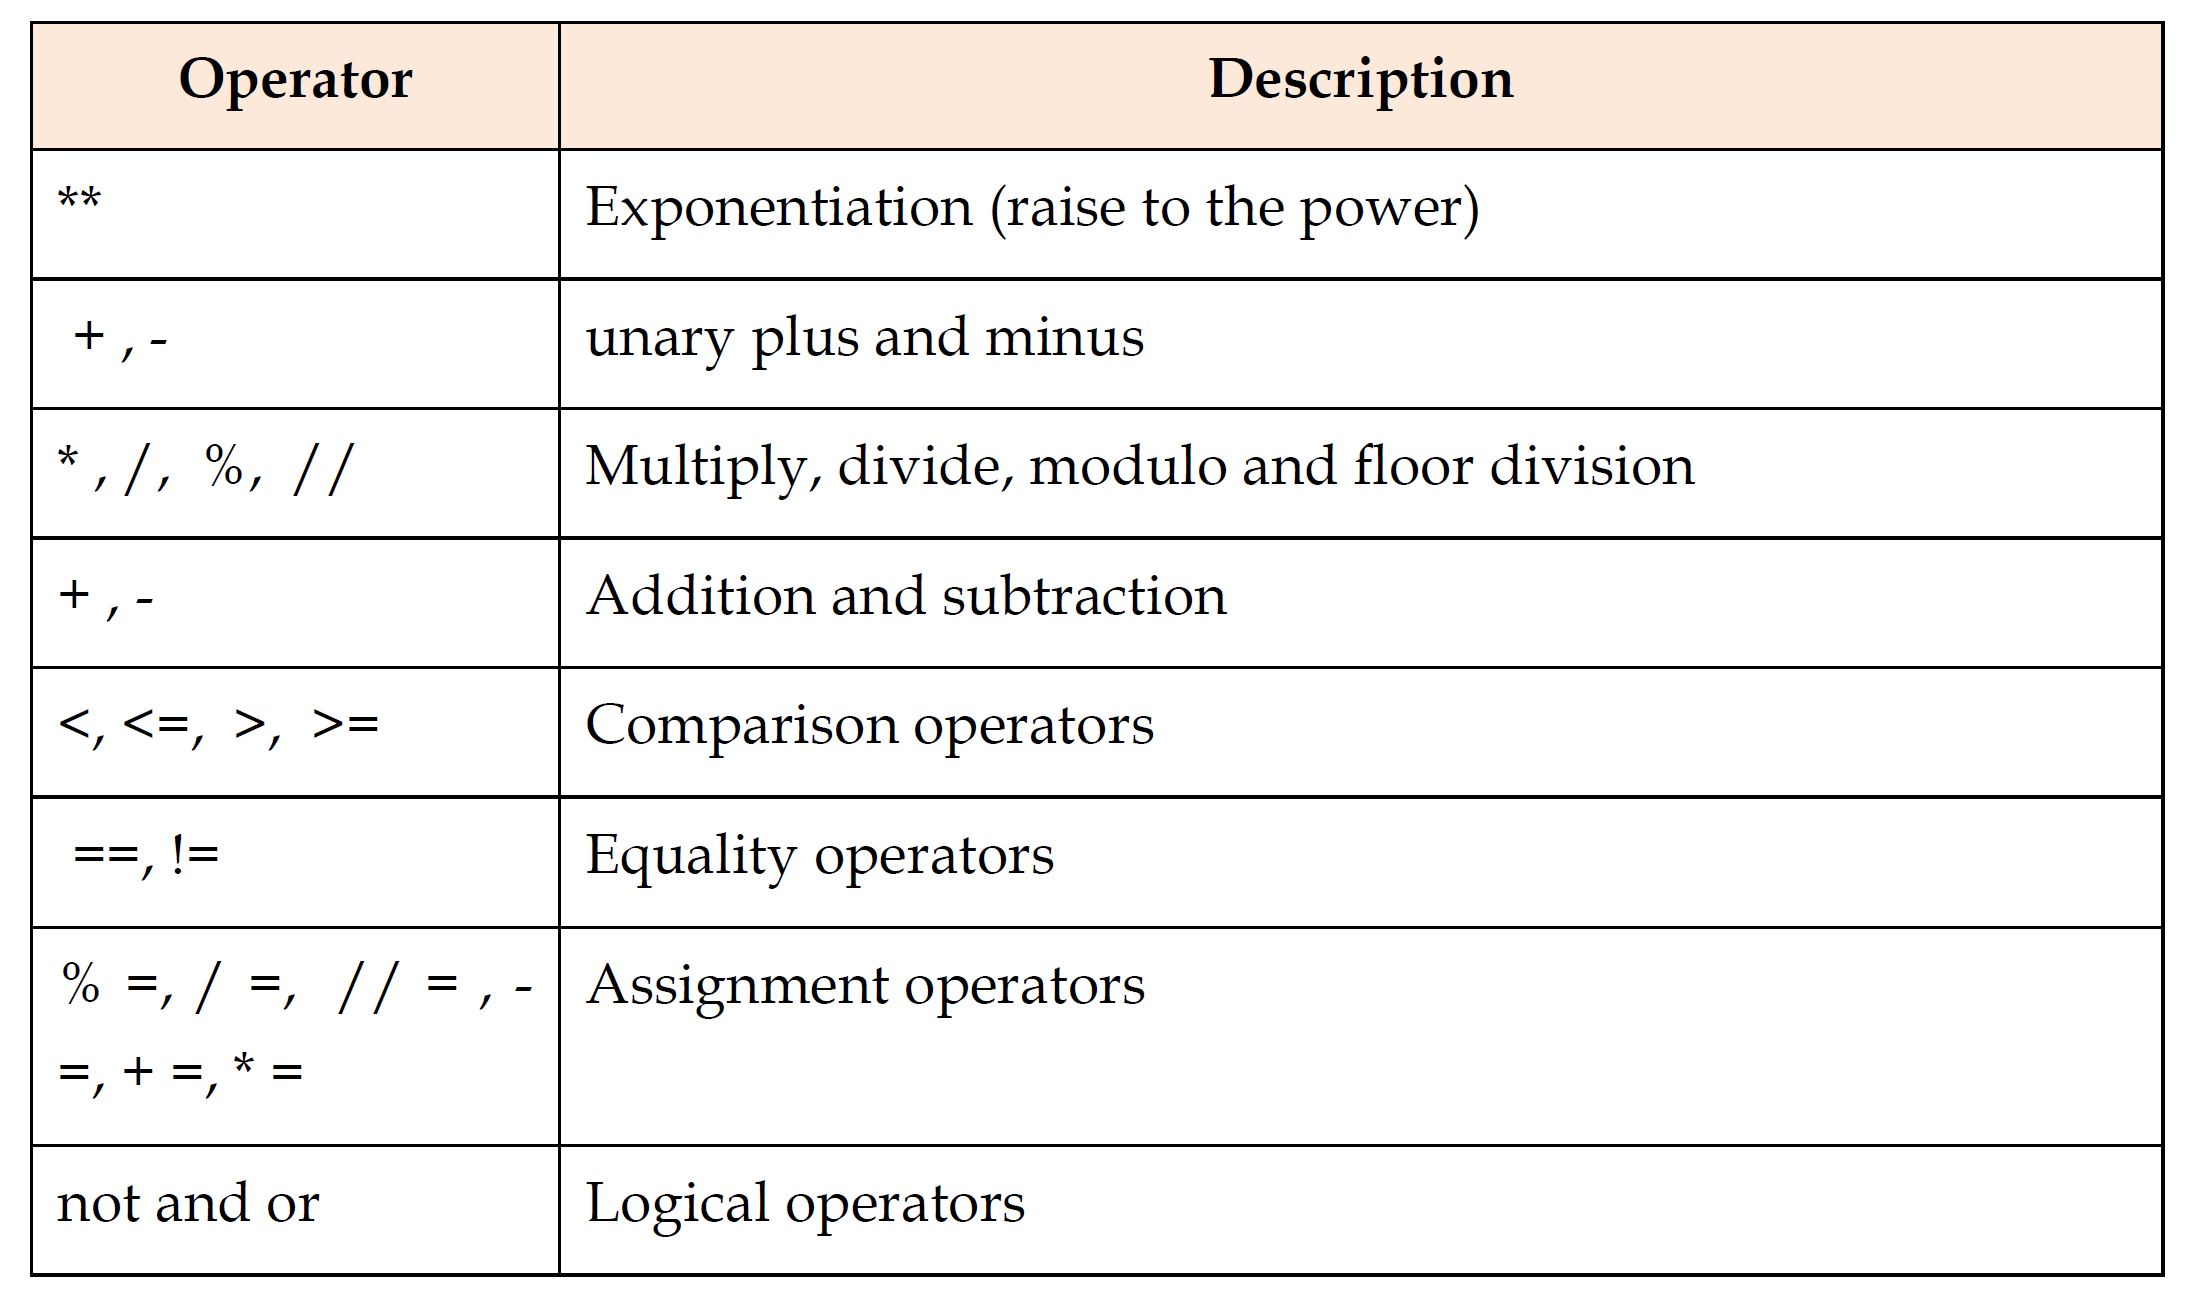 Operator Description
** Exponentiation (raise to the power)
+ , - unary plus and minus
* , /, %, // Multiply, divide, modulo and floor division
+ , - Addition and subtraction
<, <=, >, >= Comparison operators
==, != Equality operators
% =, / =, // = , - Assignment operators
=, + =, * =
not and or Logical operators